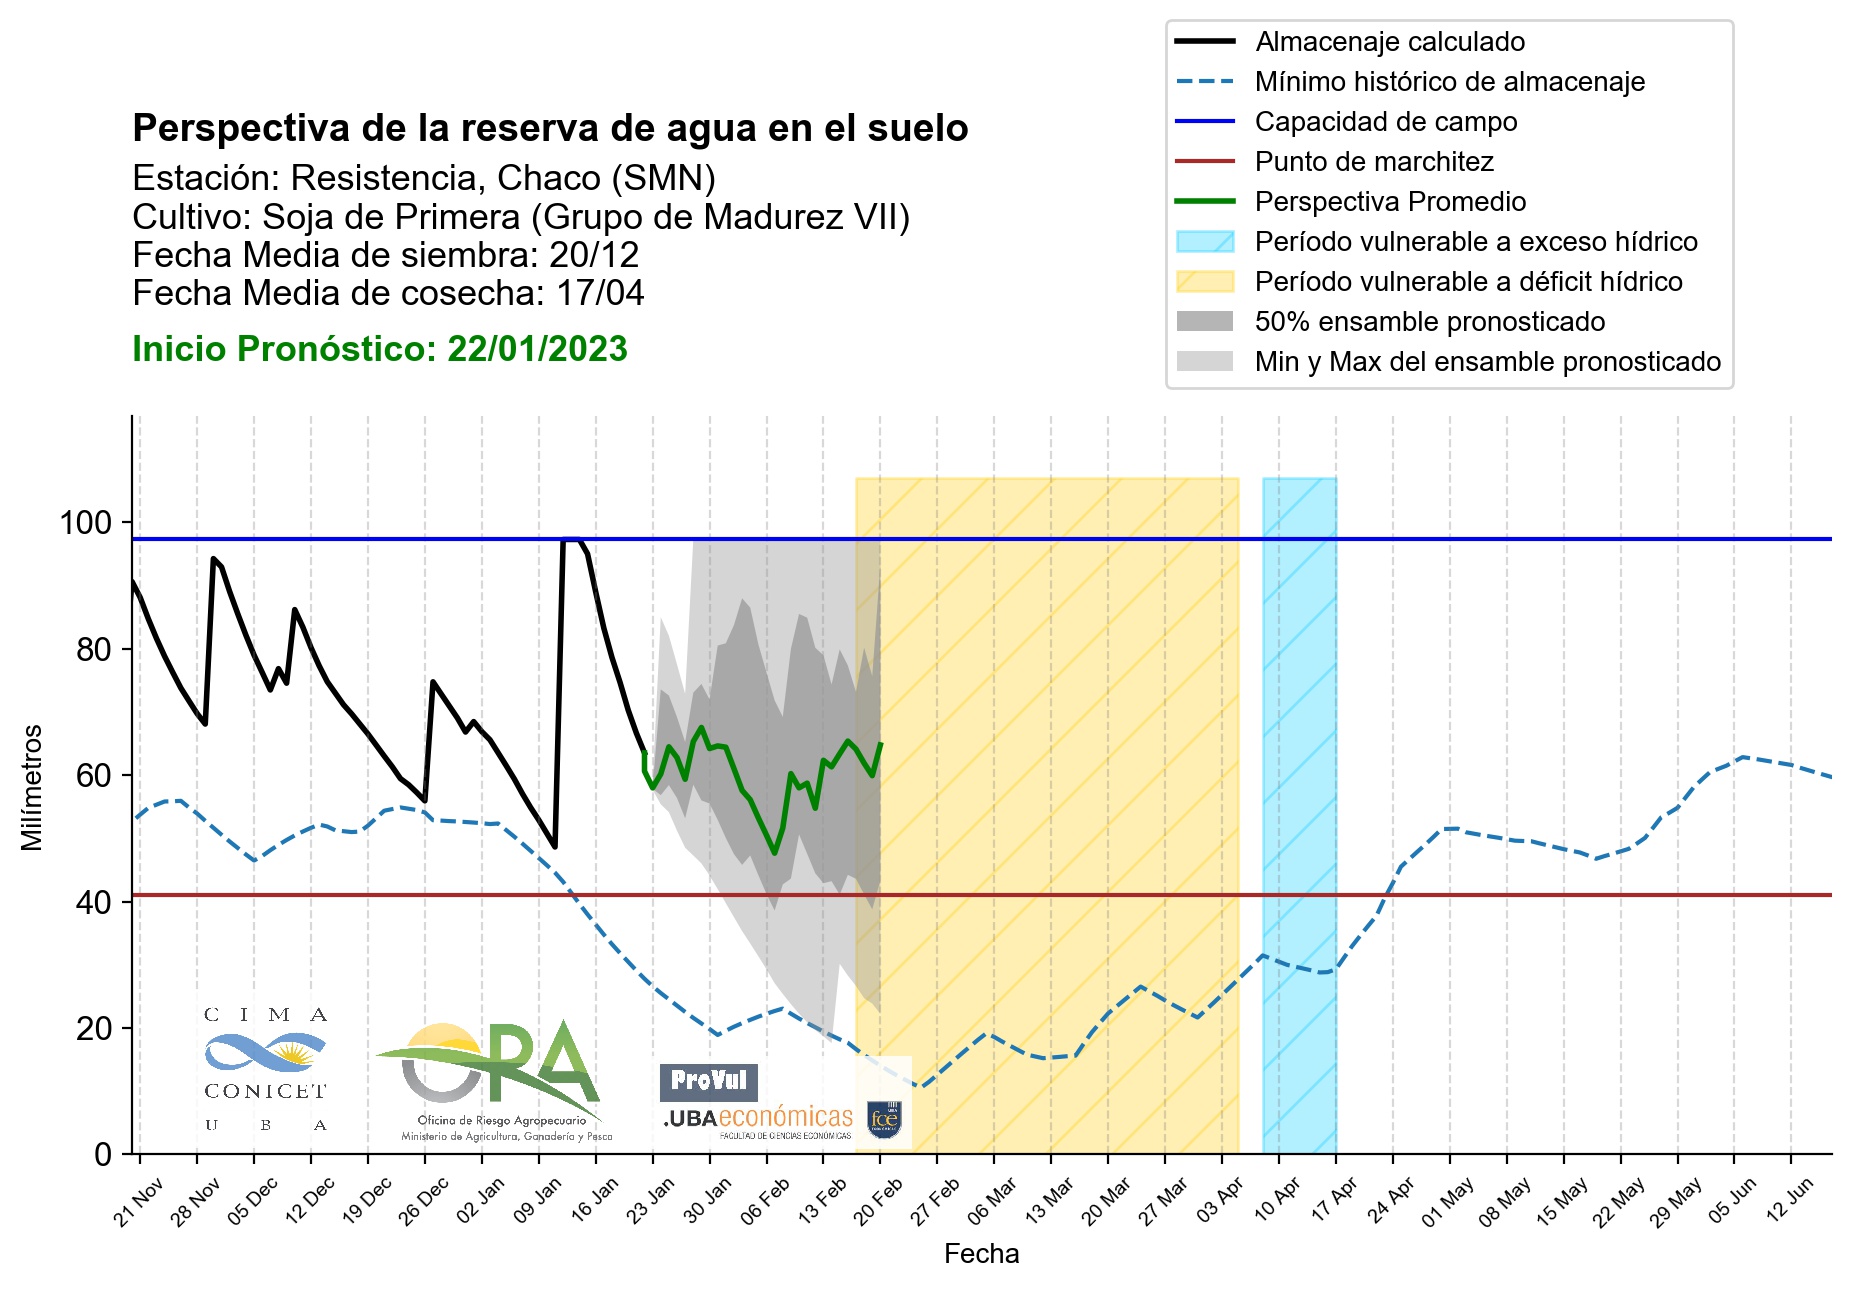 Almacenaje calculado
Mínimo histórico de almacenaje
Capacidad de campo
Punto de marchitez
Perspectiva Promedio
Período vulnerable a exceso hídrico
Período vulnerable a déficit hídrico
50% ensamble pronosticado
Min y Max del ensamble pronosticado
Perspectiva de la reserva de agua en el suelo
Estación: Resistencia, Chaco (SMN)
Cultivo: Soja de Primera (Grupo de Madurez VII)
Fecha Media de siembra: 20/12
Fecha Media de cosecha: 17/04
Inicio Pronóstico: 22/01/2023
Milímetros
100
80
60
40
20
0
CIMA
CONICET
UBA
ORA
Oficina de Riesgo Agropecuario
Ministerio de Agricultura, Ganadería y Pesca
ProVul
.UBAeconómicas
FACULTAD DE CIENCIAS ECONÓMICAS
UBA
fce
21 Nov
28 Nov
05 Dec
12 Dec
19 Dec
26 Dec
02 Jan
09 Jan
16 Jan
23 Jan
30 Jan
06 Feb
13 Feb
20 Feb
27 Feb
06 Mar
13 Mar
20 Mar
27 Mar
03 Apr
10 Apr
17 Apr
24 Apr
01 May
08 May
15 May
22 May
29 May
05 Jun
12 Jun
Fecha